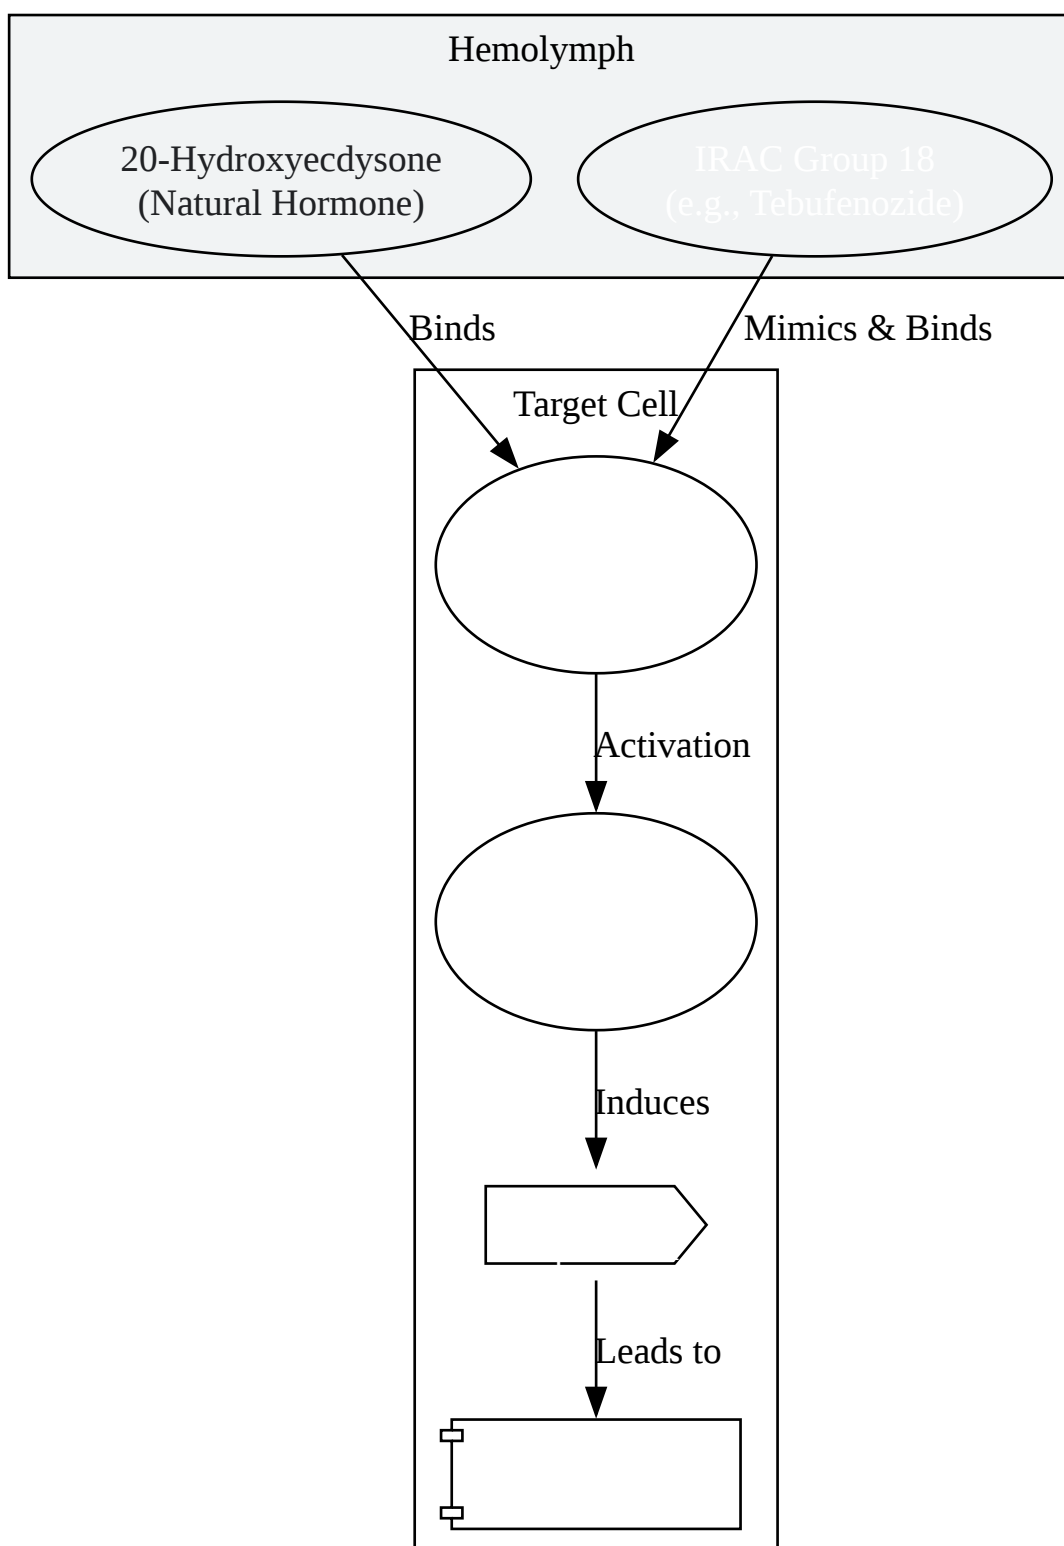 Hemolymph
20-Hydroxyecdysone
(Natural Hormone)
IRAC Group 18
(e.g., Tebufenozide)
Binds
Mimics & Binds
Target Cell
Activation
Induces
Leads to